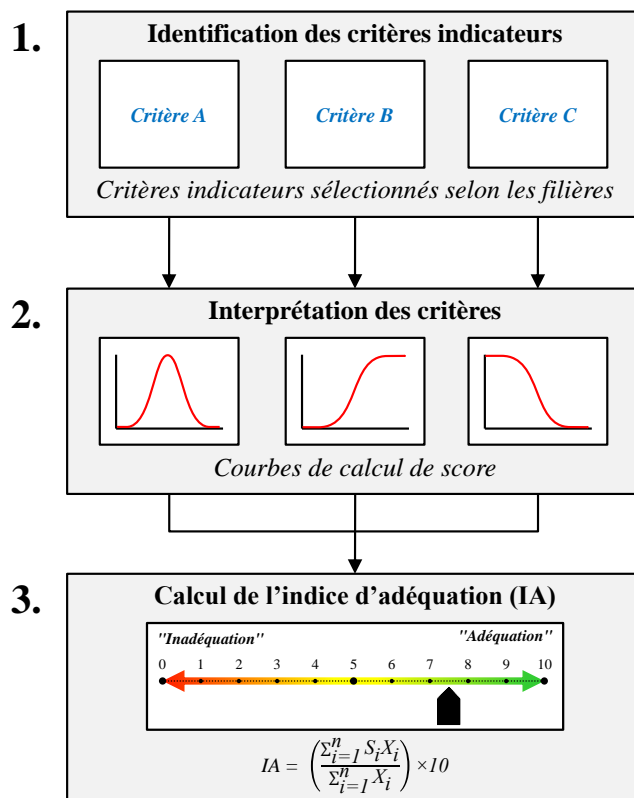 1.
Identification des critères indicateurs
Critère A
Critère B
Critère C
Critères indicateurs sélectionnés selon les filières
2.
Interprétation des critères
Courbes de calcul de score
3.
Calcul de l’indice d’adéquation (IA)
"Inadéquation"
"Adéquation"
0 1 2 3 4 5 6 7 8 9 10
IA = (Σⁿᵢ₌₁ SᵢXᵢ / Σⁿᵢ₌₁ Xᵢ) ×10